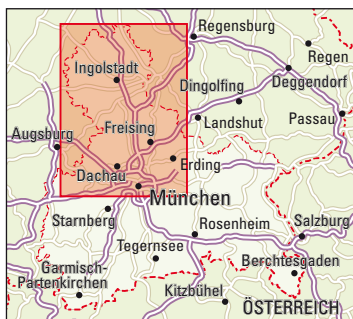 Regensburg
Regen
Ingolstadt
Deggendorf
Dingolfing
Passau
Landshut
Augsburg
Freising
Erding
Dachau
München
Starnberg
Rosenheim
Salzburg
Tegernsee
Berchtesgaden
Garmisch-
Partenkirchen
Kitzbühel
ÖSTERREICH